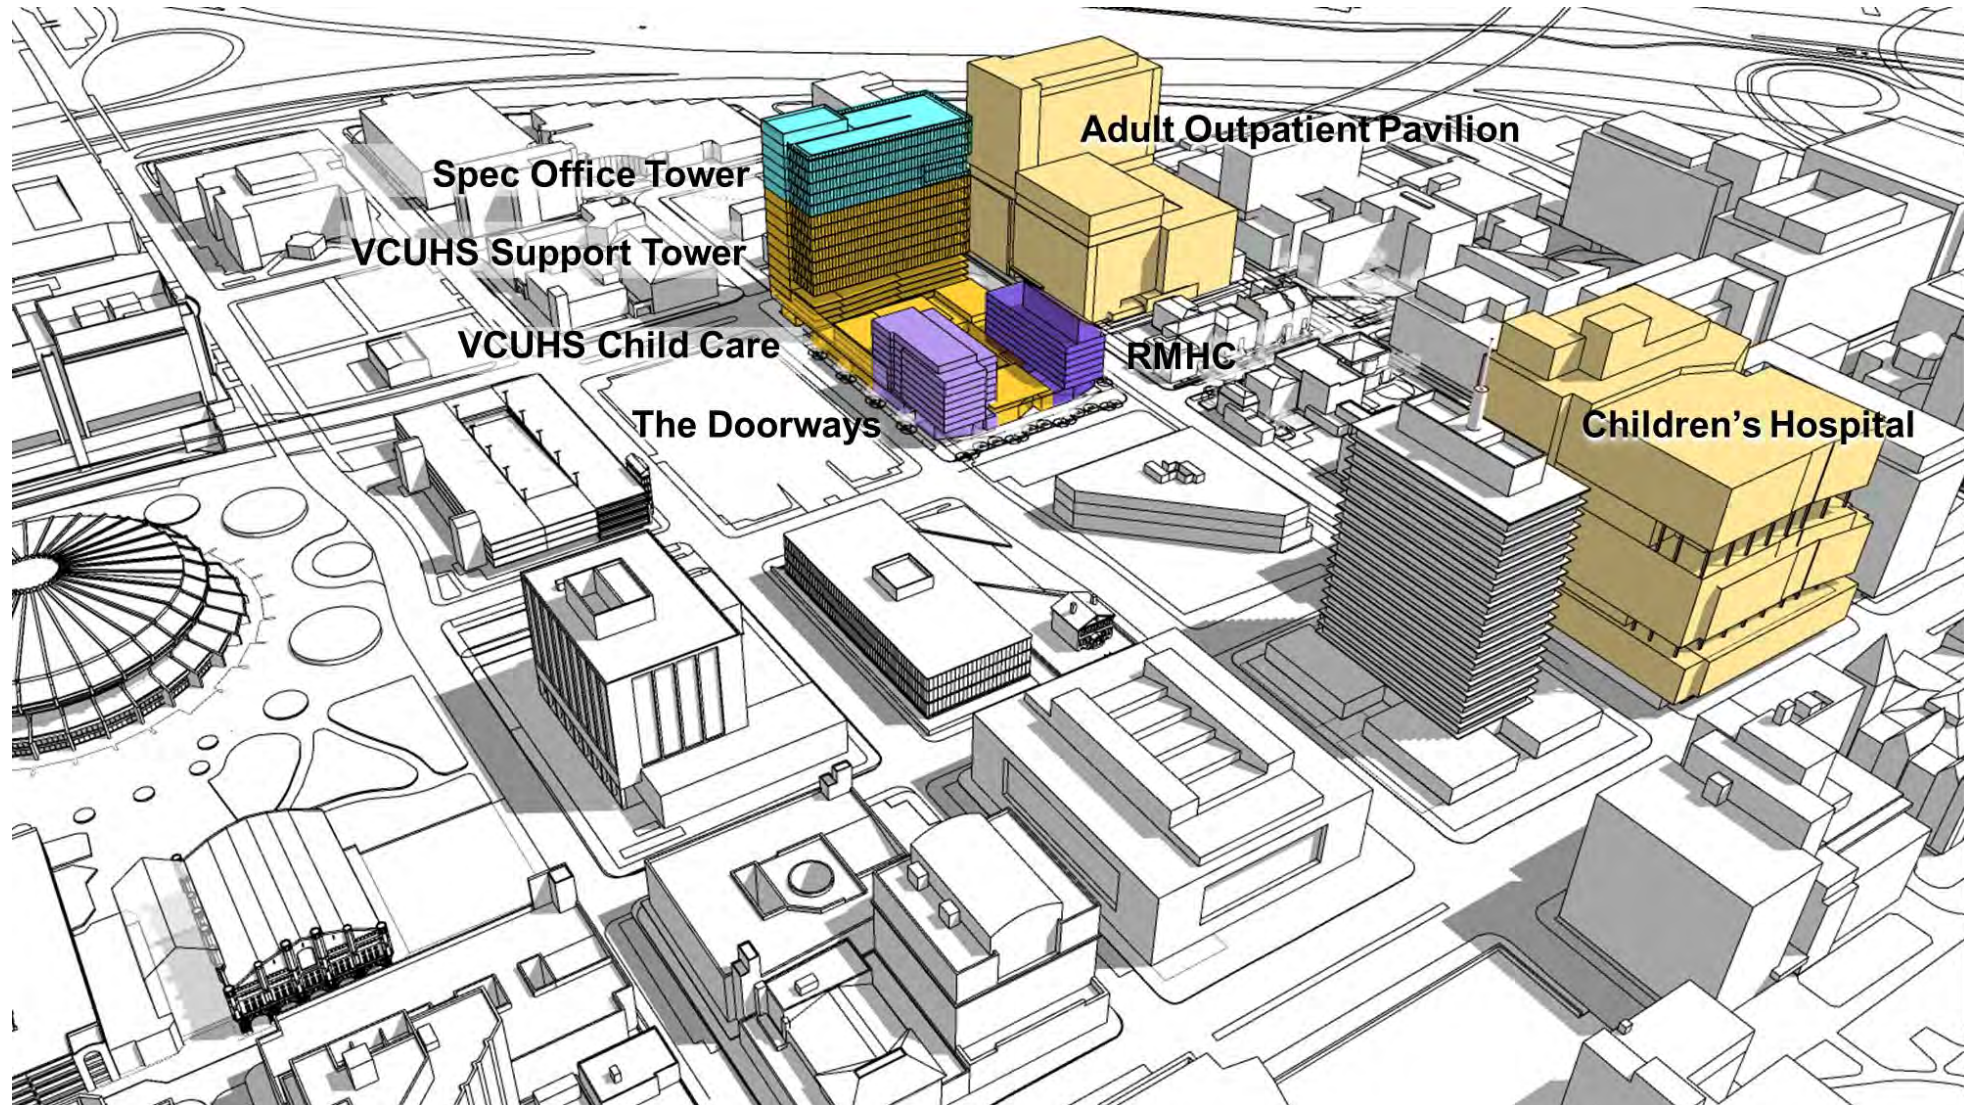 Adult Outpatient Pavilion
Spec Office Tower
VCUHS Support Tower
VCUHS Child Care
RMHC
The Doorways
Children's Hospital